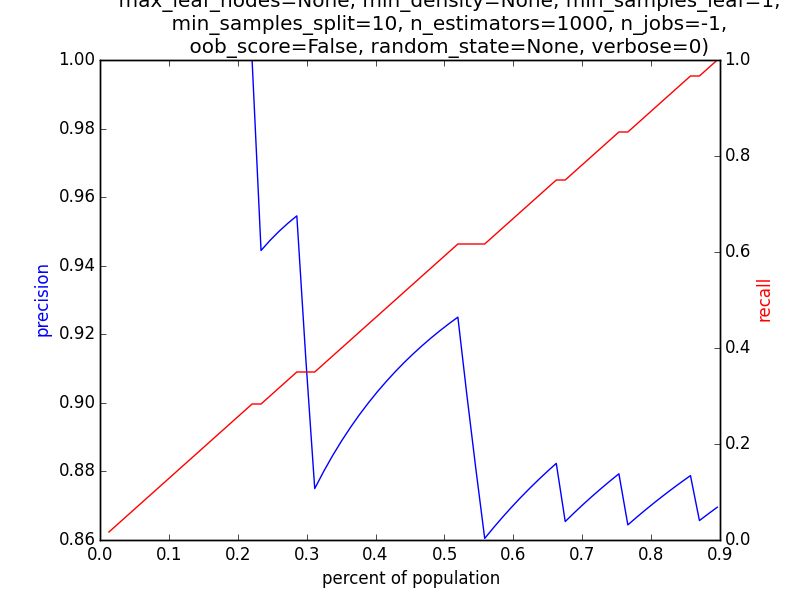 max_leaf_nodes=None, min_density=None, min_samples_leaf=1,
min_samples_split=10, n_estimators=1000, n_jobs=-1,
oob_score=False, random_state=None, verbose=0)
1.00
0.98
0.96
0.94
0.92
0.90
0.88
0.86
precision
1.0
0.8
0.6
0.4
0.2
0.0
recall
0.0 0.1 0.2 0.3 0.4 0.5 0.6 0.7 0.8 0.9
percent of population